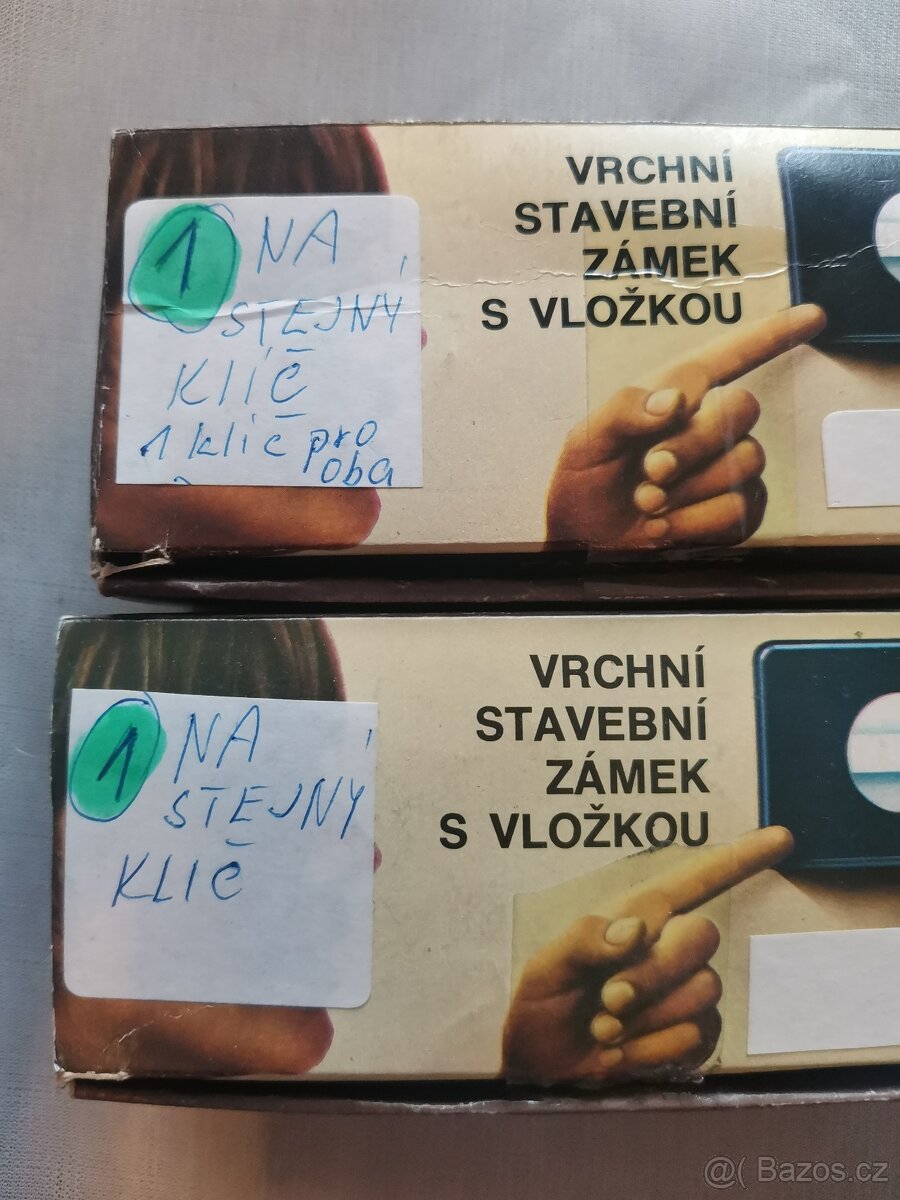 1 NA
STEJNÝ
KLÍČ
1 klíč pro
oba
VRCHNÍ
STAVEBNÍ
ZÁMEK
S VLOŽKOU
1 NA
STEJNÝ
KLIČ
VRCHNÍ
STAVEBNÍ
ZÁMEK
S VLOŽKOU
@( Bazos.cz